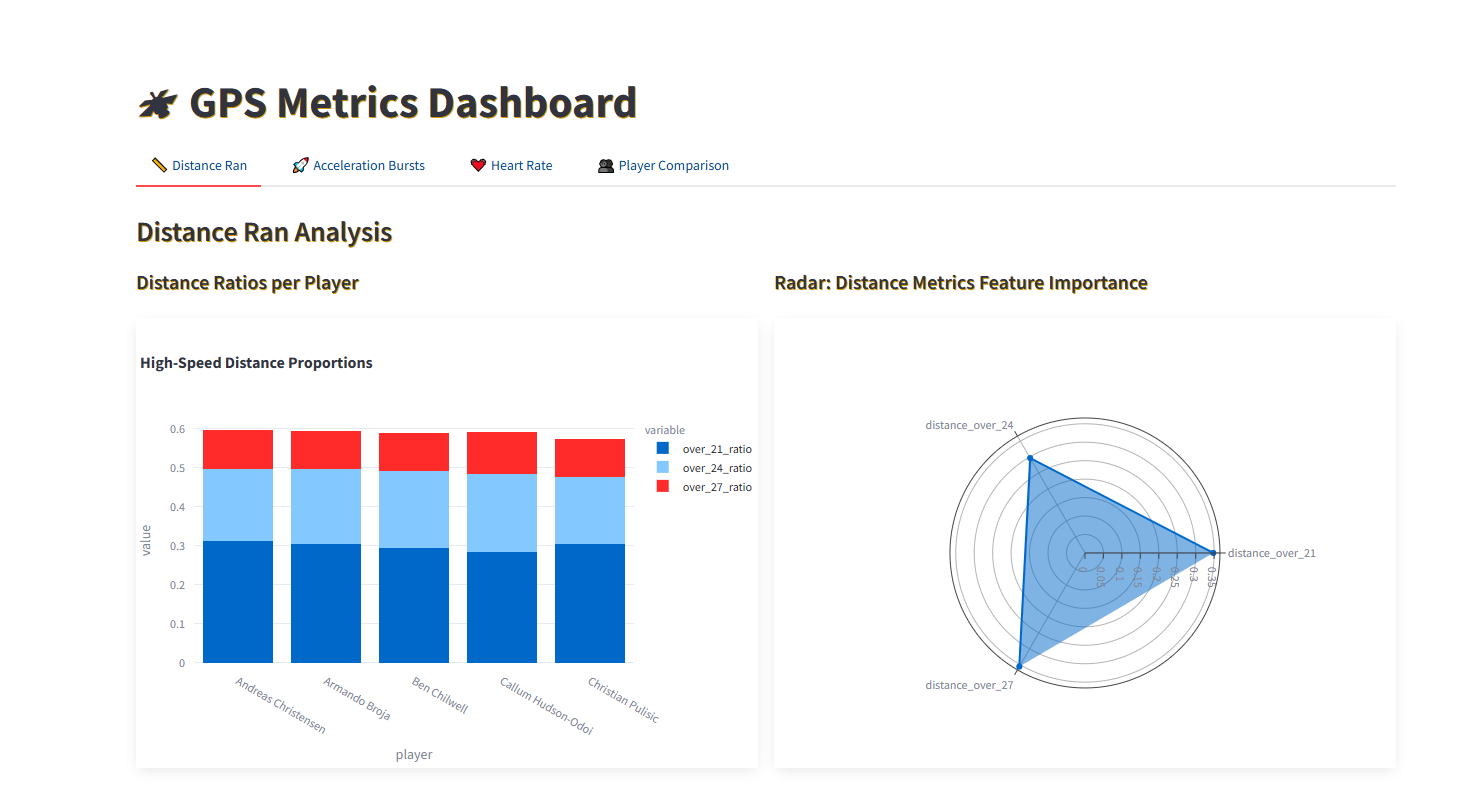 GPS Metrics Dashboard
Distance Ran
Acceleration Bursts
Heart Rate
Player Comparison
Distance Ran Analysis
Distance Ratios per Player
High-Speed Distance Proportions
0.6
0.5
0.4
0.3
0.2
0.1
0
value
Andreas Christensen
Armando Broja
Ben Chilwell
Callum Hudson-Odoi
Christian Pulisic
player
variable
over_21_ratio
over_24_ratio
over_27_ratio
Radar: Distance Metrics Feature Importance
distance_over_24
distance_over_21
0
0.05
0.1
0.15
0.2
0.25
0.3
0.35
distance_over_27